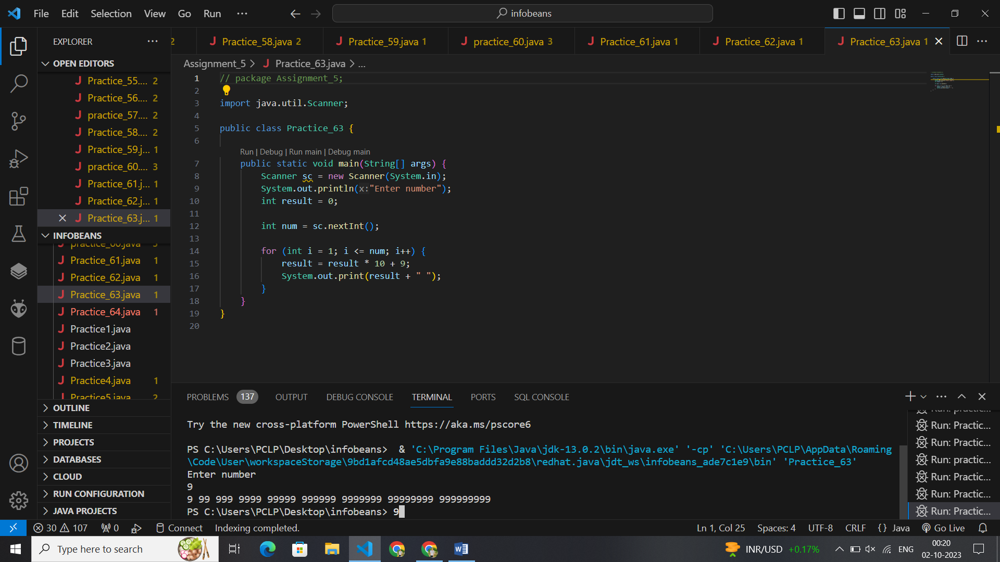 File Edit Selection View Go Run ··· infobeans
EXPLORER ··· 2 Practice_58.java 2 Practice_59.java 1 practice_60.java 3 Practice_61.java 1 Practice_62.java 1 Practice_63.java 1
OPEN EDITORS
Practice_55.... 2
Practice_56.... 2
practice_57.... 2
Practice_58.... 2
Practice_59.j... 1
practice_60.... 3
Practice_61.j... 1
Practice_62.j... 1
Practice_63.j... 1
INFOBEANS
practice_60.java 3
Practice_61.java 1
Practice_62.java 1
Practice_63.java 1
Practice_64.java 1
Practice1.java
Practice2.java
Practice3.java
Practice4.java 1
Practice5.java 2
OUTLINE
TIMELINE
PROJECTS
DATABASES
CLOUD
RUN CONFIGURATION
JAVA PROJECTS
Assignment_5 > Practice_63.java > ...
1 // package Assignment_5;
2
3 import java.util.Scanner;
4
5 public class Practice_63 {
6
Run | Debug | Run main | Debug main
7 public static void main(String[] args) {
8 Scanner sc = new Scanner(System.in);
9 System.out.println(x:"Enter number");
10 int result = 0;
11
12 int num = sc.nextInt();
13
14 for (int i = 1; i <= num; i++) {
15 result = result * 10 + 9;
16 System.out.print(result + " ");
17 }
18 }
19 }
20
PROBLEMS 137 OUTPUT DEBUG CONSOLE TERMINAL PORTS SQL CONSOLE
Try the new cross-platform PowerShell https://aka.ms/pscore6
PS C:\Users\PCLP\Desktop\infobeans> & 'C:\Program Files\Java\jdk-13.0.2\bin\java.exe' '-cp' 'C:\Users\PCLP\AppData\Roaming
\Code\User\workspaceStorage\9bd1afcd48ae5dbfa9e88baddd32d2b8\redhat.java\jdt_ws\infobeans_ade7c1e9\bin' 'Practice_63'
Enter number
9
9 99 999 9999 99999 999999 9999999 99999999 999999999
PS C:\Users\PCLP\Desktop\infobeans> 9
Run: practic...
Run: Practic...
Run: Practic...
Run: practic...
Run: Practic...
Run: Practic...
Run: Practic...
30 107 0 Connect Indexing completed. Ln 1, Col 25 Spaces: 4 UTF-8 CRLF {} Java Go Live
Type here to search INR/USD +0.17% ENG 00:20
02-10-2023